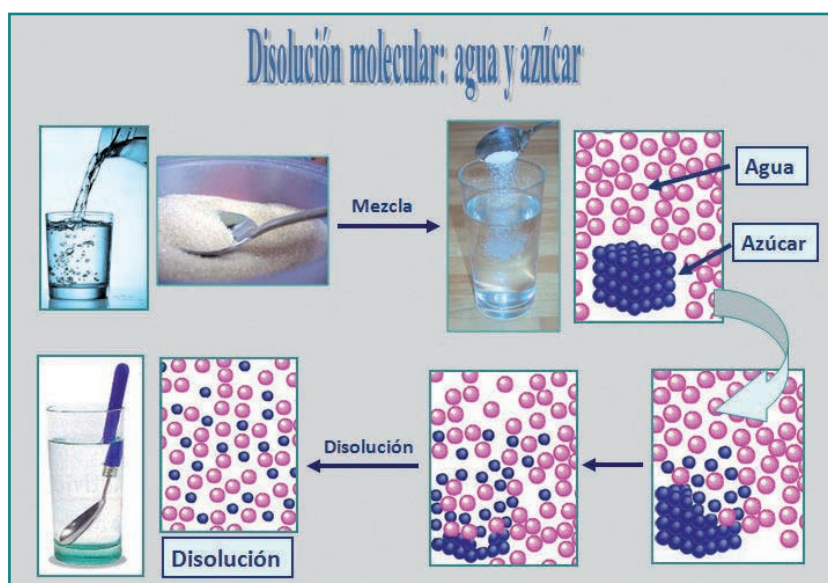 Disolución molecular: agua y azúcar
Mezcla
Agua
Azúcar
Disolución
Disolución